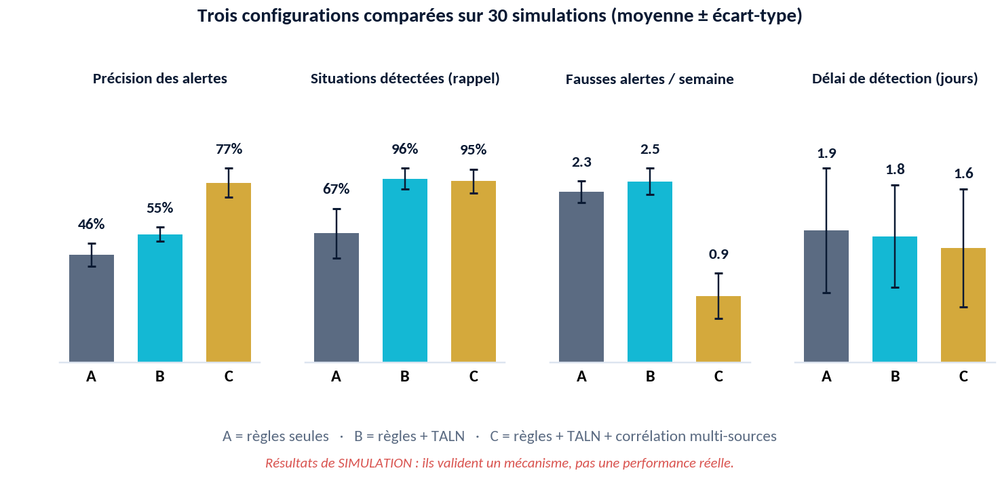 Trois configurations comparées sur 30 simulations (moyenne ± écart-type)
Précision des alertes
46%
55%
77%
A B C
Situations détectées (rappel)
67%
96%
95%
A B C
Fausses alertes / semaine
2.3
2.5
0.9
A B C
Délai de détection (jours)
1.9
1.8
1.6
A B C
A = règles seules · B = règles + TALN · C = règles + TALN + corrélation multi-sources
Résultats de SIMULATION : ils valident un mécanisme, pas une performance réelle.